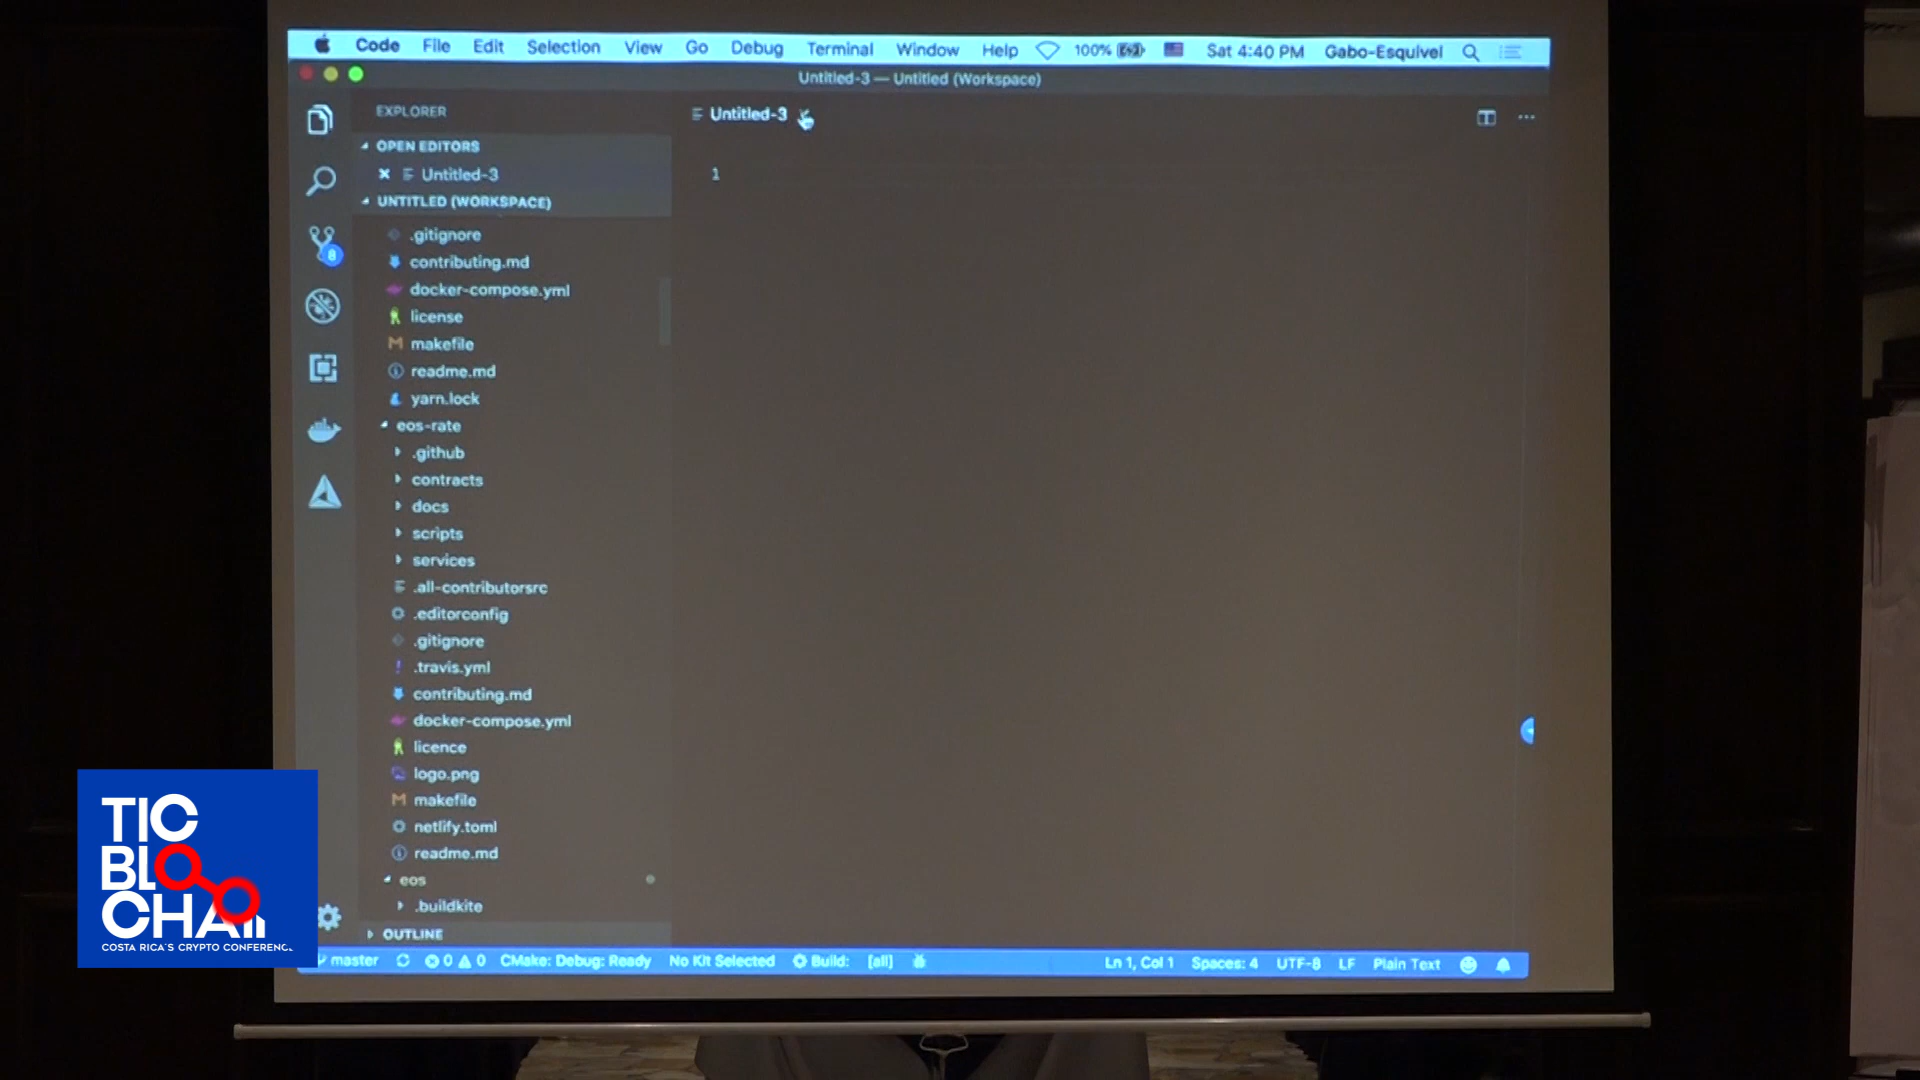 Code File Edit Selection View Go Debug Terminal Window Help 100% Sat 4:40 PM Gabo-Esquivel
Untitled-3 — Untitled (Workspace)
EXPLORER
Untitled-3
OPEN EDITORS
Untitled-3
1
UNTITLED (WORKSPACE)
.gitignore
8
contributing.md
docker-compose.yml
license
makefile
readme.md
yarn.lock
eos-rate
.github
contracts
docs
scripts
services
.all-contributorsrc
.editorconfig
.gitignore
.travis.yml
contributing.md
docker-compose.yml
licence
logo.png
makefile
netlify.toml
readme.md
eos
.buildkite
OUTLINE
master 0 0 CMake: Debug: Ready No Kit Selected Build: [all] Ln 1, Col 1 Spaces: 4 UTF-8 LF Plain Text
TIC
BLO
CHAIN
COSTA RICA'S CRYPTO CONFERENC